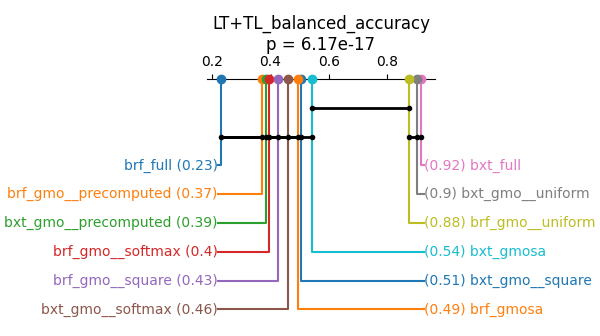 LT+TL_balanced_accuracy
p = 6.17e-17
0.2 0.4 0.6 0.8
brf_full (0.23) (0.92) bxt_full
brf_gmo__precomputed (0.37) (0.9) bxt_gmo__uniform
bxt_gmo__precomputed (0.39) (0.88) brf_gmo__uniform
brf_gmo__softmax (0.4) (0.54) bxt_gmosa
brf_gmo__square (0.43) (0.51) bxt_gmo__square
bxt_gmo__softmax (0.46) (0.49) brf_gmosa